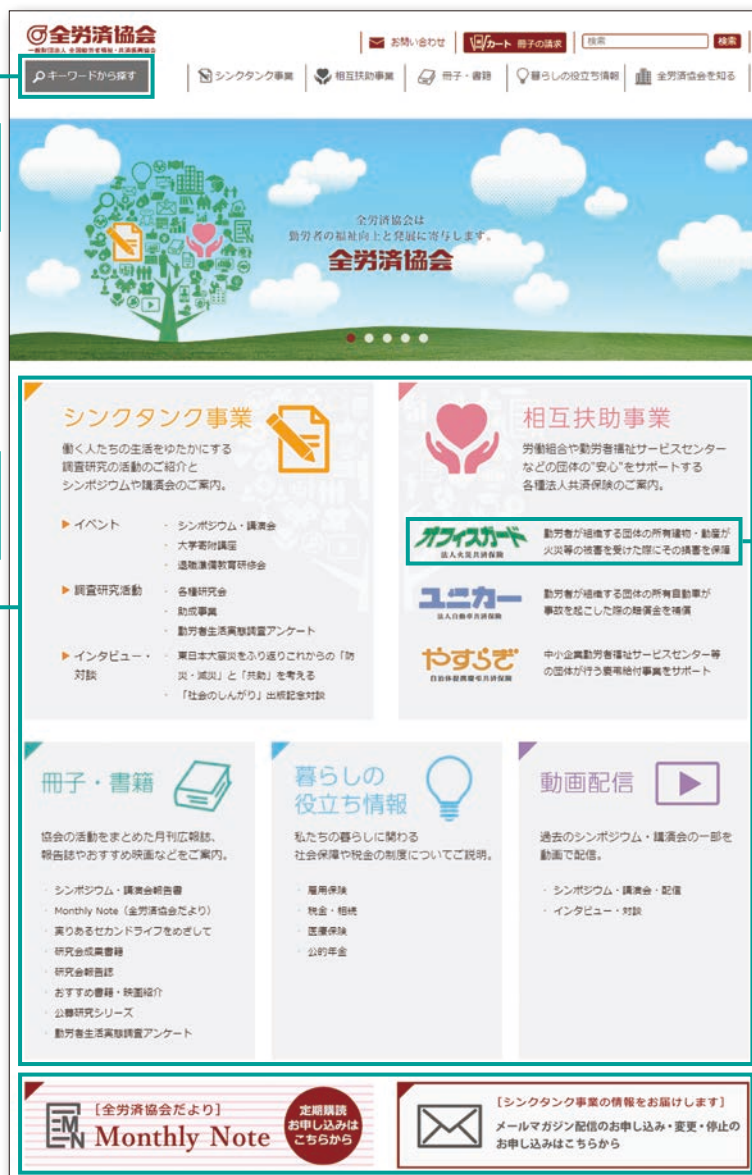 全労済協会
一般財団法人 全国勤労者福祉・共済振興協会
お問い合わせ
カート 冊子の請求
検索
検索
キーワードから探す
シンクタンク事業
相互扶助事業
冊子・書籍
暮らしの役立ち情報
全労済協会を知る
全労済協会は
勤労者の福祉向上と発展に寄与します。
全労済協会
シンクタンク事業
働く人たちの生活をゆたかにする
調査研究の活動のご紹介と
シンポジウムや講演会のご案内。
イベント
シンポジウム・講演会
大学寄附講座
退職準備教育研修会
調査研究活動
各種研究会
助成事業
勤労者生活実態調査アンケート
インタビュー・
対談
東日本大震災をふり返りこれからの「防
災・減災」と「共助」を考える
「社会のしんがり」出版記念対談
相互扶助事業
労働組合や勤労者福祉サービスセンター
などの団体の"安心"をサポートする
各種法人共済保険のご案内。
オフィスガード
法人火災共済保険
勤労者が組織する団体の所有建物・動産が
火災等の被害を受けた際にその損害を保障
ユニカー
法人自動車共済保険
勤労者が組織する団体の所有自動車が
事故を起こした際の賠償金を補償
やすらぎ
自治体提携慶弔共済保険
中小企業勤労者福祉サービスセンター等
の団体が行う慶弔給付事業をサポート
冊子・書籍
協会の活動をまとめた月刊広報誌、
報告誌やおすすめ映画などをご案内。
シンポジウム・講演会報告書
Monthly Note（全労済協会だより）
実りあるセカンドライフをめざして
研究会成果書籍
研究会報告誌
おすすめ書籍・映画紹介
公募研究シリーズ
勤労者生活実態調査アンケート
暮らしの
役立ち情報
私たちの暮らしに関わる
社会保障や税金の制度についてご説明。
雇用保険
税金・相続
医療保険
公的年金
動画配信
過去のシンポジウム・講演会の一部を
動画で配信。
シンポジウム・講演会・配信
インタビュー・対談
MN
［全労済協会だより］
Monthly Note
定期購読
お申し込みは
こちらから
［シンクタンク事業の情報をお届けします］
メールマガジン配信のお申し込み・変更・停止の
お申し込みはこちらから